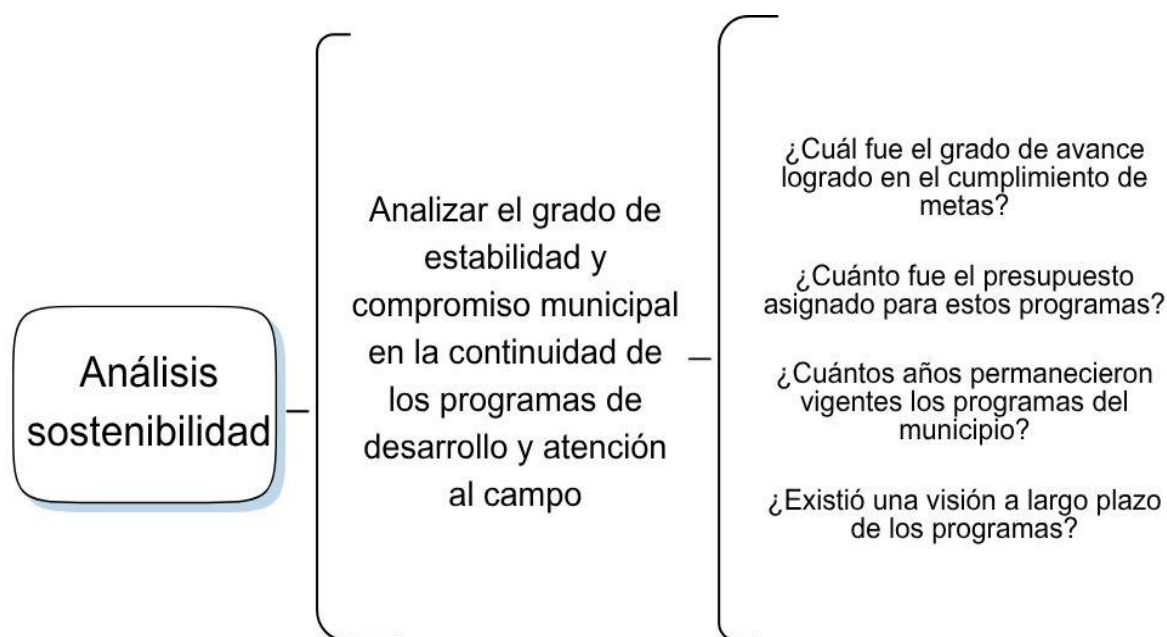 Análisis
sostenibilidad
Analizar el grado de
estabilidad y
compromiso municipal
en la continuidad de
los programas de
desarrollo y atención
al campo
¿Cuál fue el grado de avance
logrado en el cumplimiento de
metas?
¿Cuánto fue el presupuesto
asignado para estos programas?
¿Cuántos años permanecieron
vigentes los programas del
municipio?
¿Existió una visión a largo plazo
de los programas?